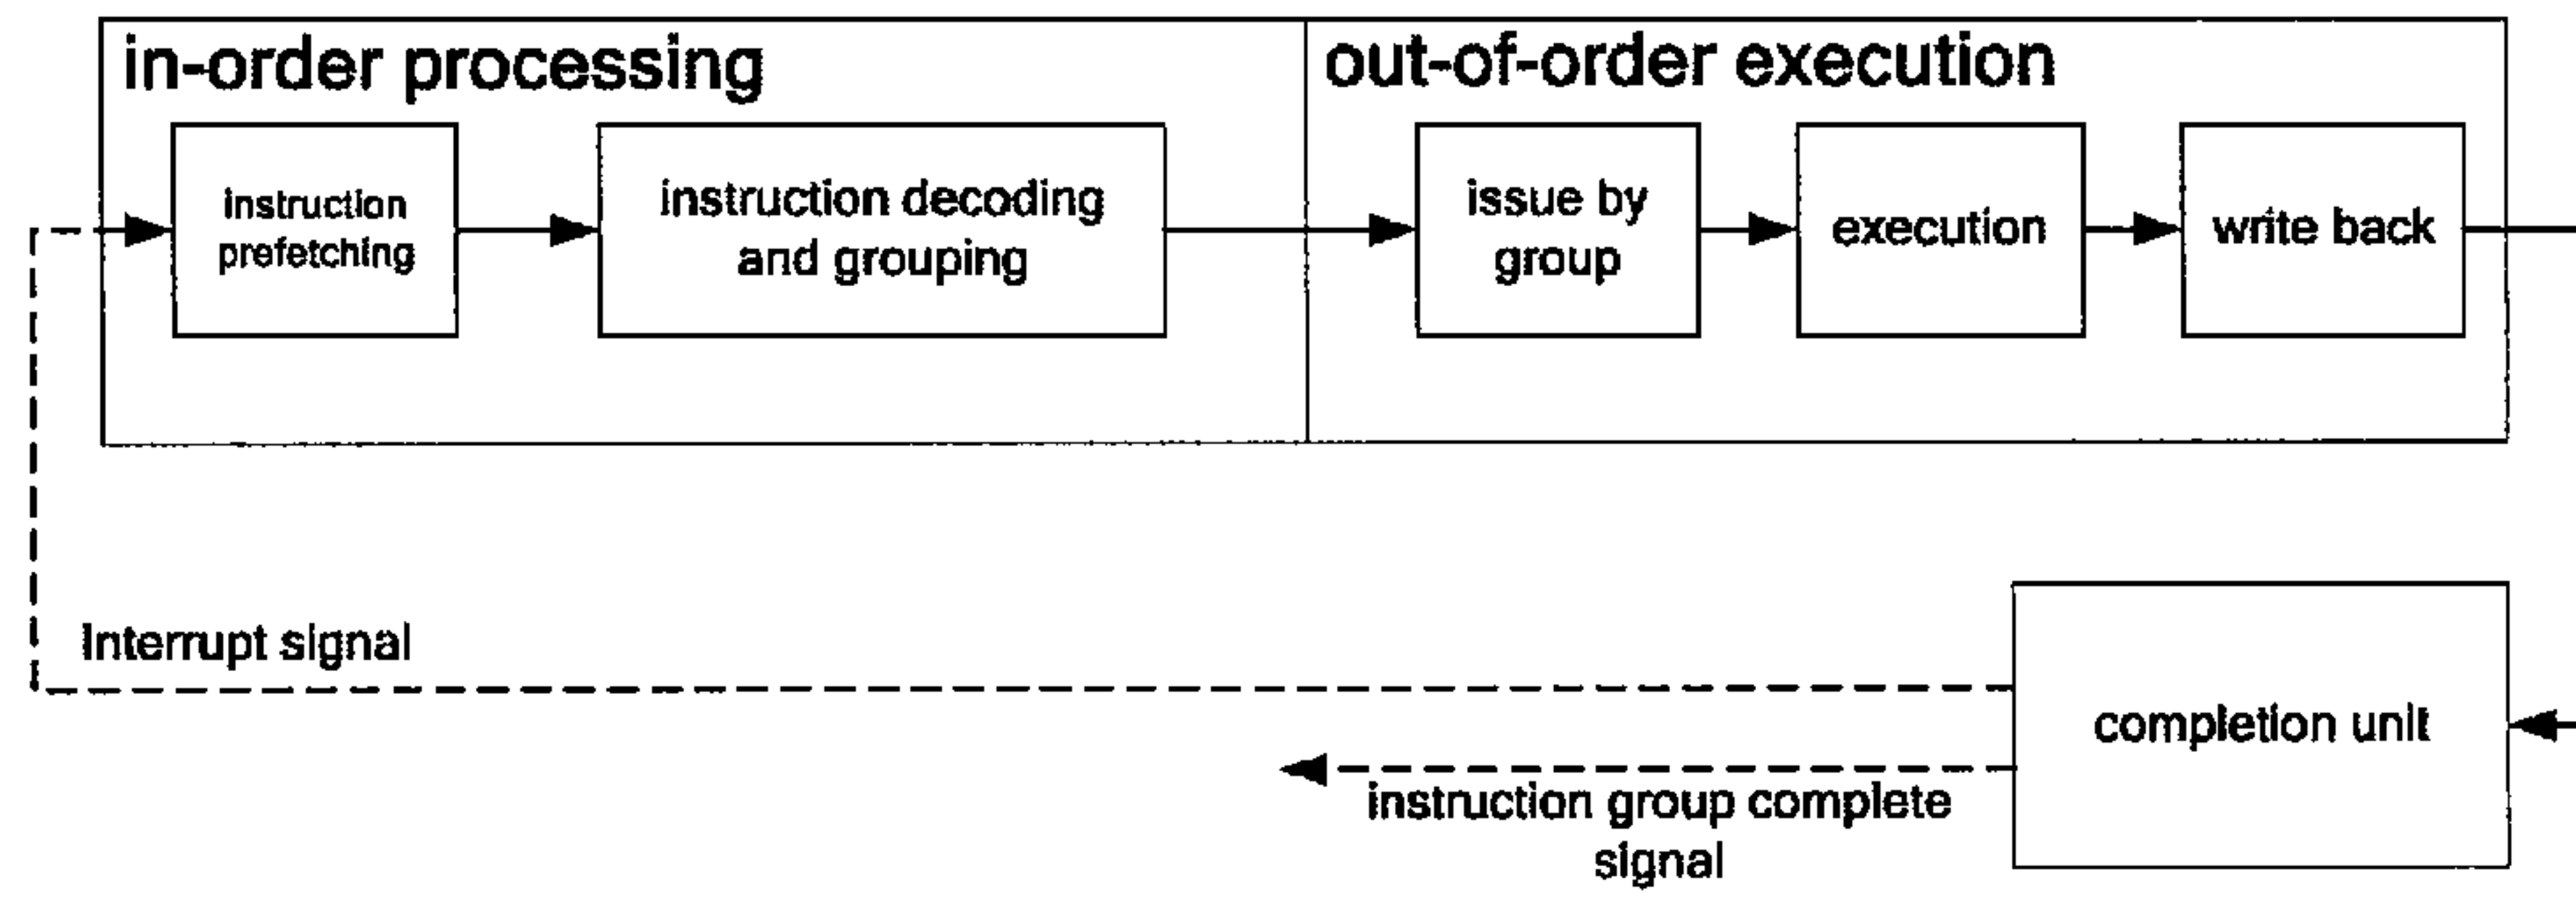 in-order processing
out-of-order execution
instruction
prefetching
instruction decoding
and grouping
issue by
group
execution
write back
Interrupt signal
completion unit
instruction group complete
signal